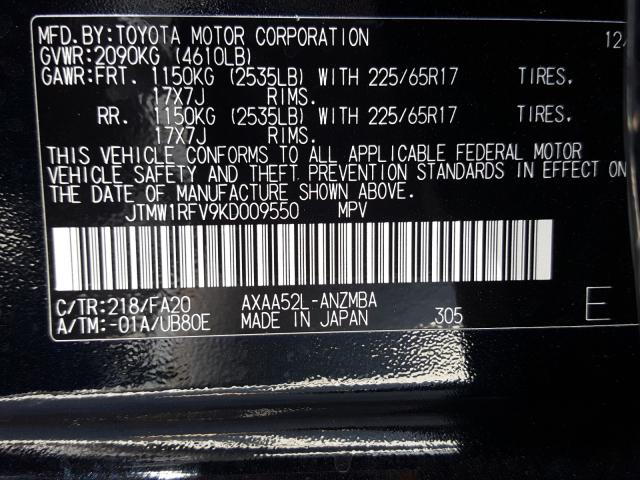 MFD.BY:TOYOTA MOTOR CORPORATION 12/
GVWR:2090KG (4610LB)
GAWR:FRT. 1150KG (2535LB) WITH 225/65R17 TIRES.
17X7J RIMS.
RR. 1150KG (2535LB) WITH 225/65R17 TIRES.
17X7J RIMS.
THIS VEHICLE CONFORMS TO ALL APPLICABLE FEDERAL MOTOR
VEHICLE SAFETY AND THEFT PREVENTION STANDARDS IN EFFECT ON
THE DATE OF MANUFACTURE SHOWN ABOVE.
JTMW1RFV9KD009550 MPV
C/TR:218/FA20 AXAA52L-ANZMBA E
A/TM:-01A/UB80E MADE IN JAPAN 305